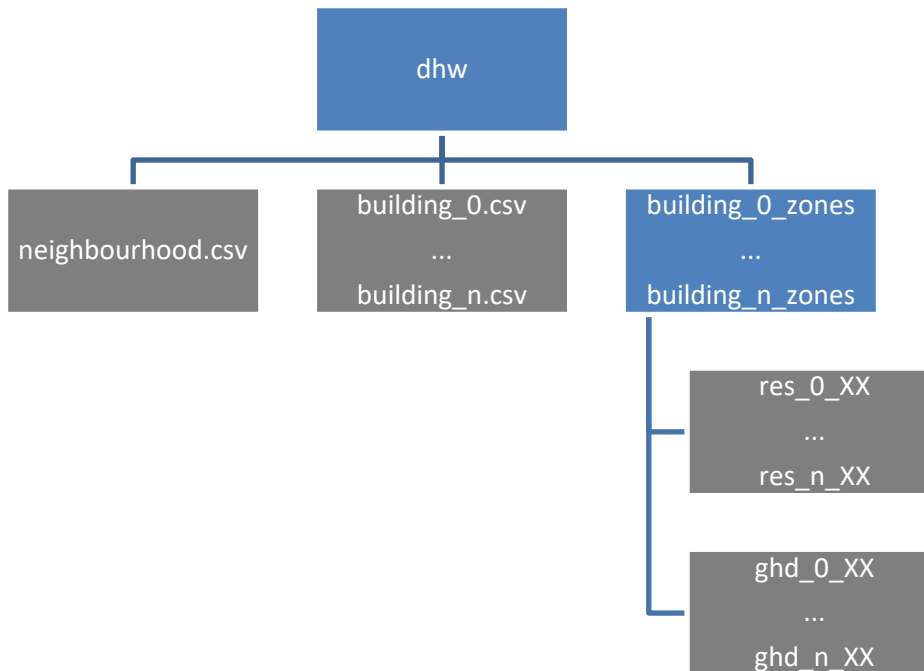 dhw
neighbourhood.csv
building_0.csv
...
building_n.csv
building_0_zones
...
building_n_zones
res_0_XX
...
res_n_XX
ghd_0_XX
...
ghd_n_XX